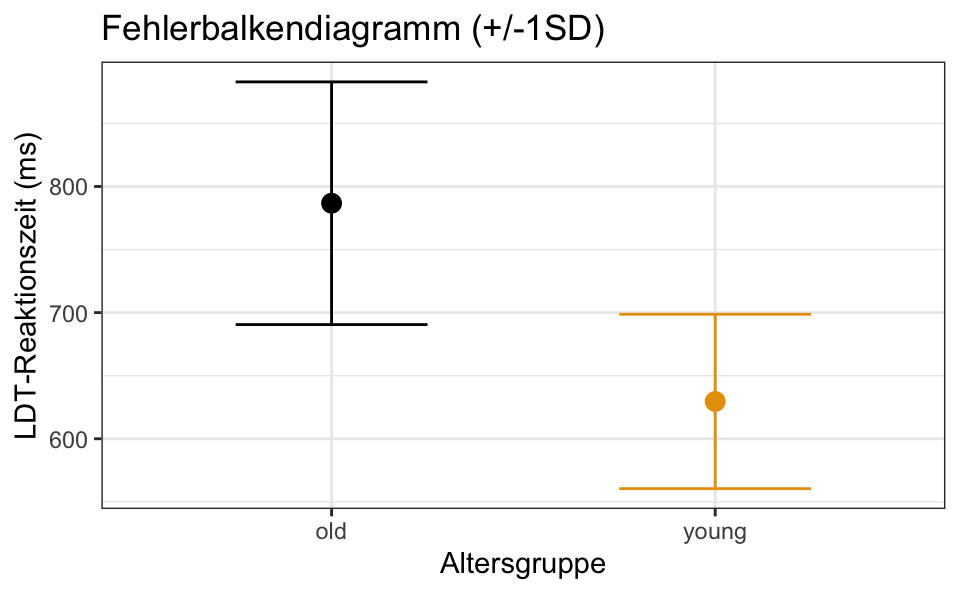 Fehlerbalkendiagramm (+/-1SD)
LDT-Reaktionszeit (ms)
800
700
600
old
young
Altersgruppe